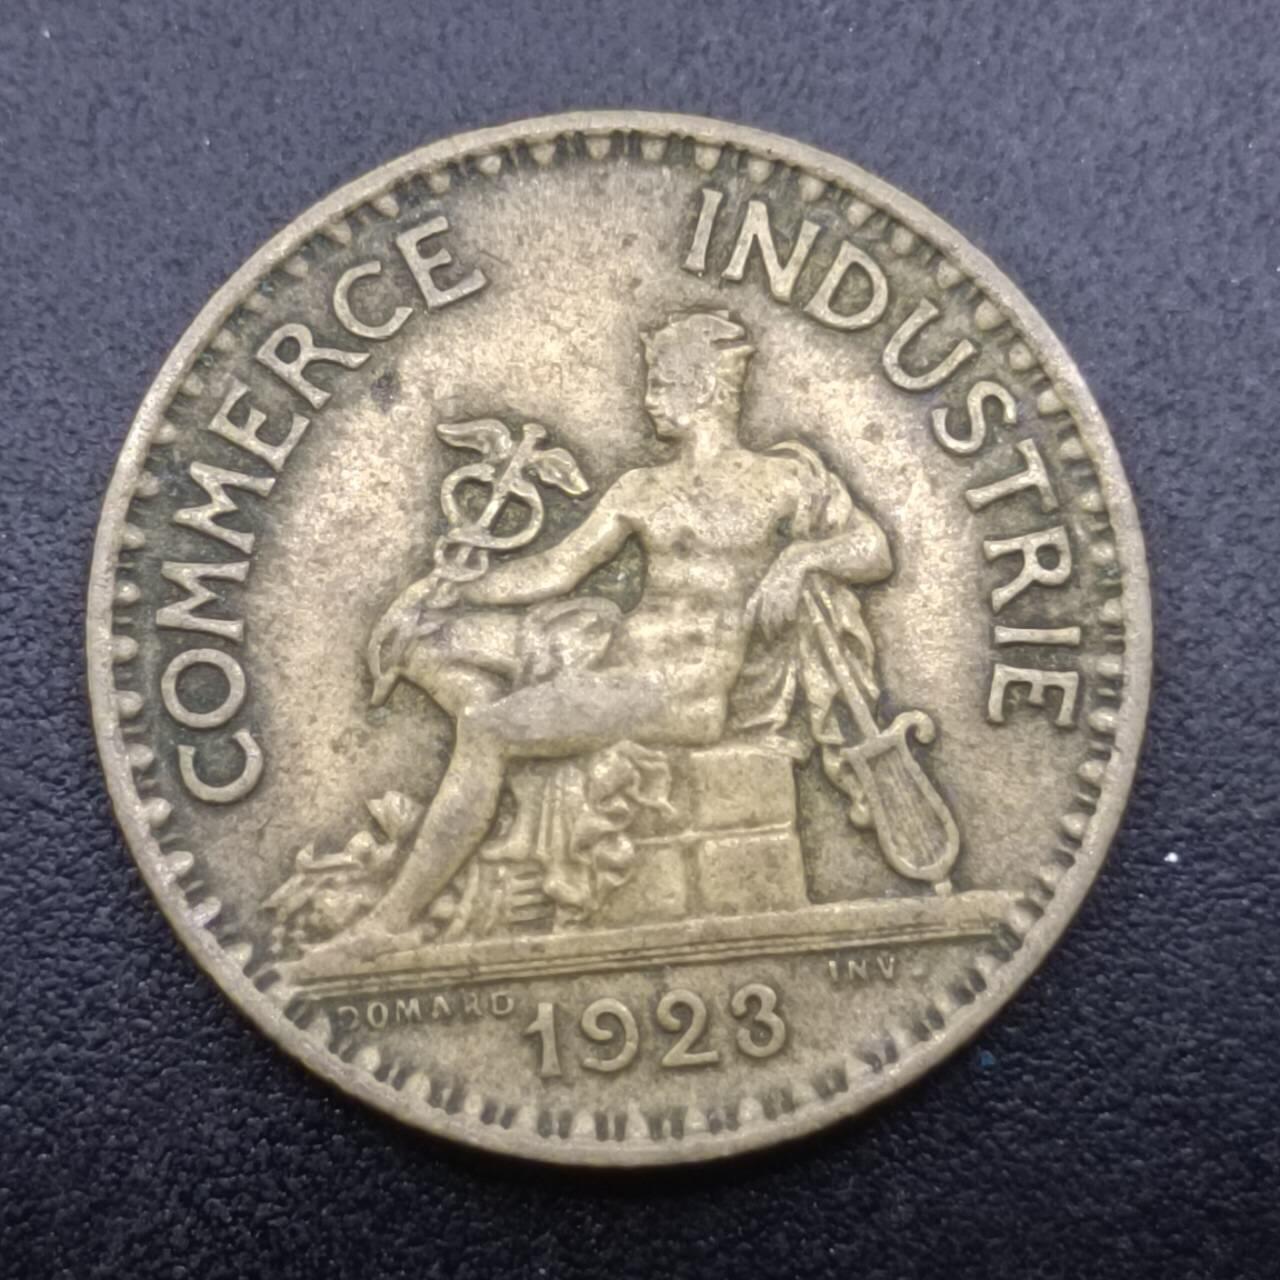 COMMERCE INDUSTRIE
DOMARD INV.
1923